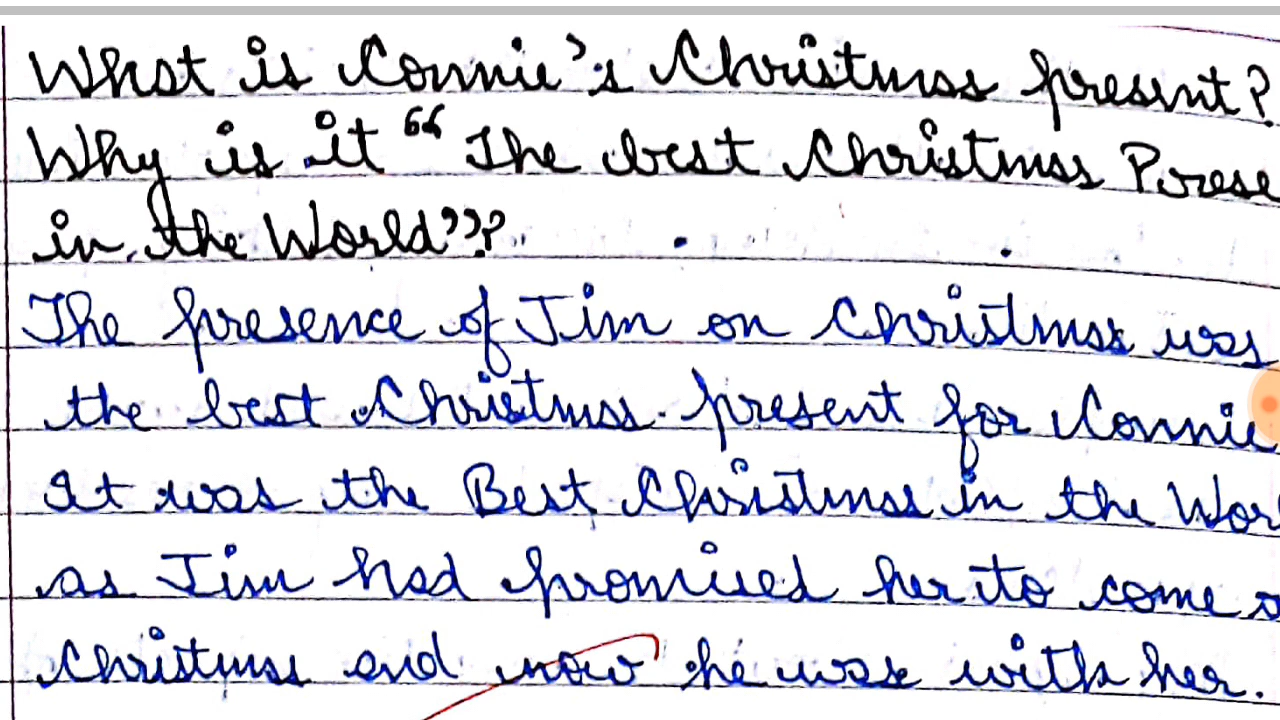 What is Connie's Christmas present?
Why is it "The best Christmas Prese
in the World"?
The presence of Jim on Christmas was
the best Christmas present for Connie
It was the Best Christmas in the Wor
as Jim had promised her to come o
Christmas and now he was with her.